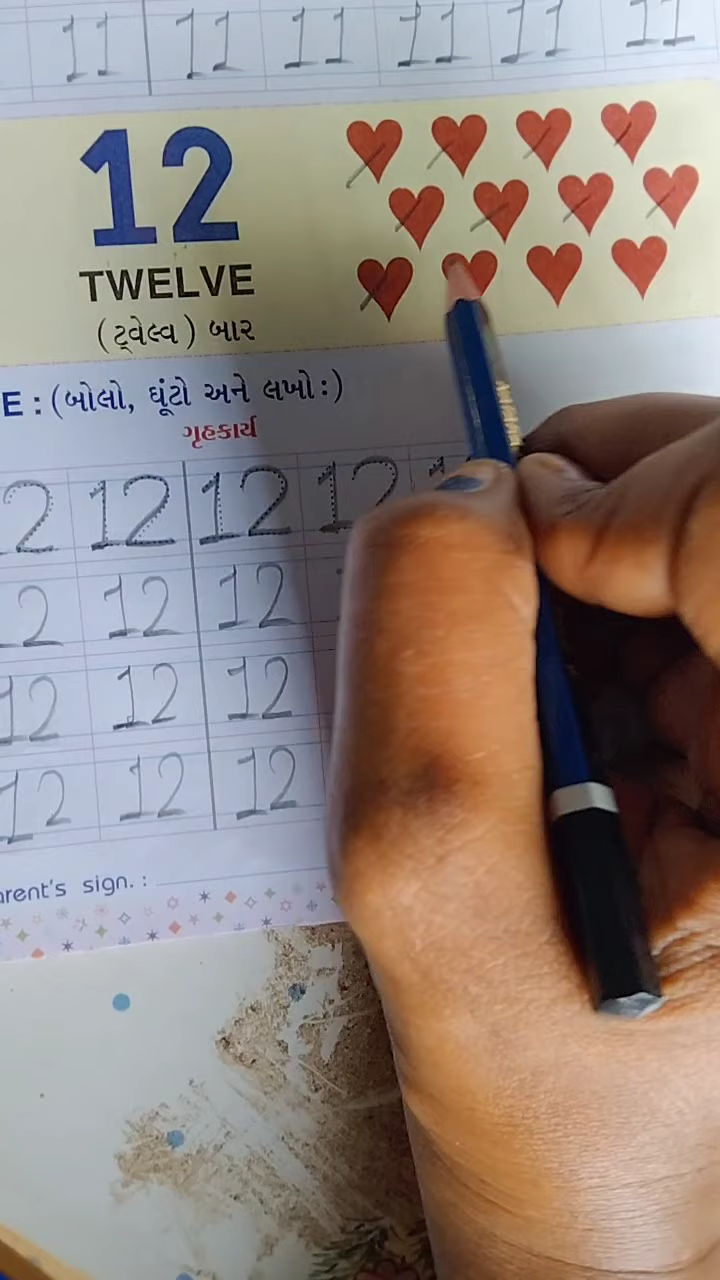 11 11 11 11 11 11
12
TWELVE
(ટ્વેલ્વ) બાર
E : (બોલો, ઘૂંટો અને લખો :)
ગૃહકાર્ય
2 12 12 12
2 12 12
12 12 12
12 12 12
arent's sign. :